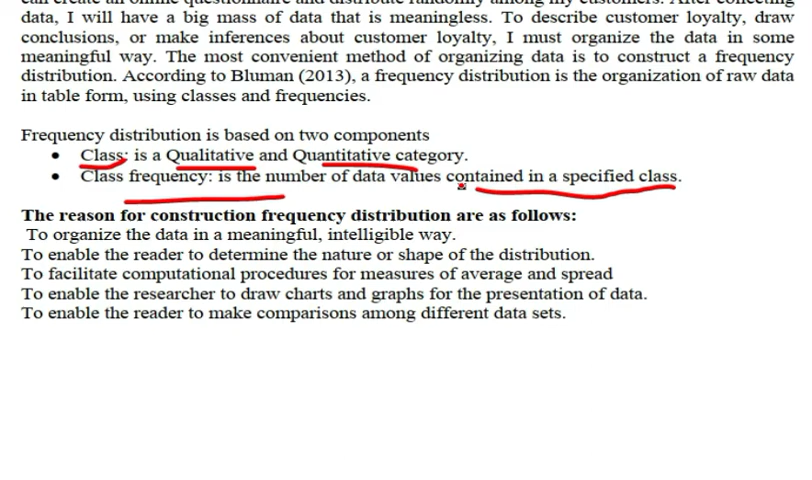 data, I will have a big mass of data that is meaningless. To describe customer loyalty, draw
conclusions, or make inferences about customer loyalty, I must organize the data in some
meaningful way. The most convenient method of organizing data is to construct a frequency
distribution. According to Bluman (2013), a frequency distribution is the organization of raw data
in table form, using classes and frequencies.
Frequency distribution is based on two components
• Class: is a Qualitative and Quantitative category.
• Class frequency: is the number of data values contained in a specified class.
The reason for construction frequency distribution are as follows:
To organize the data in a meaningful, intelligible way.
To enable the reader to determine the nature or shape of the distribution.
To facilitate computational procedures for measures of average and spread
To enable the researcher to draw charts and graphs for the presentation of data.
To enable the reader to make comparisons among different data sets.